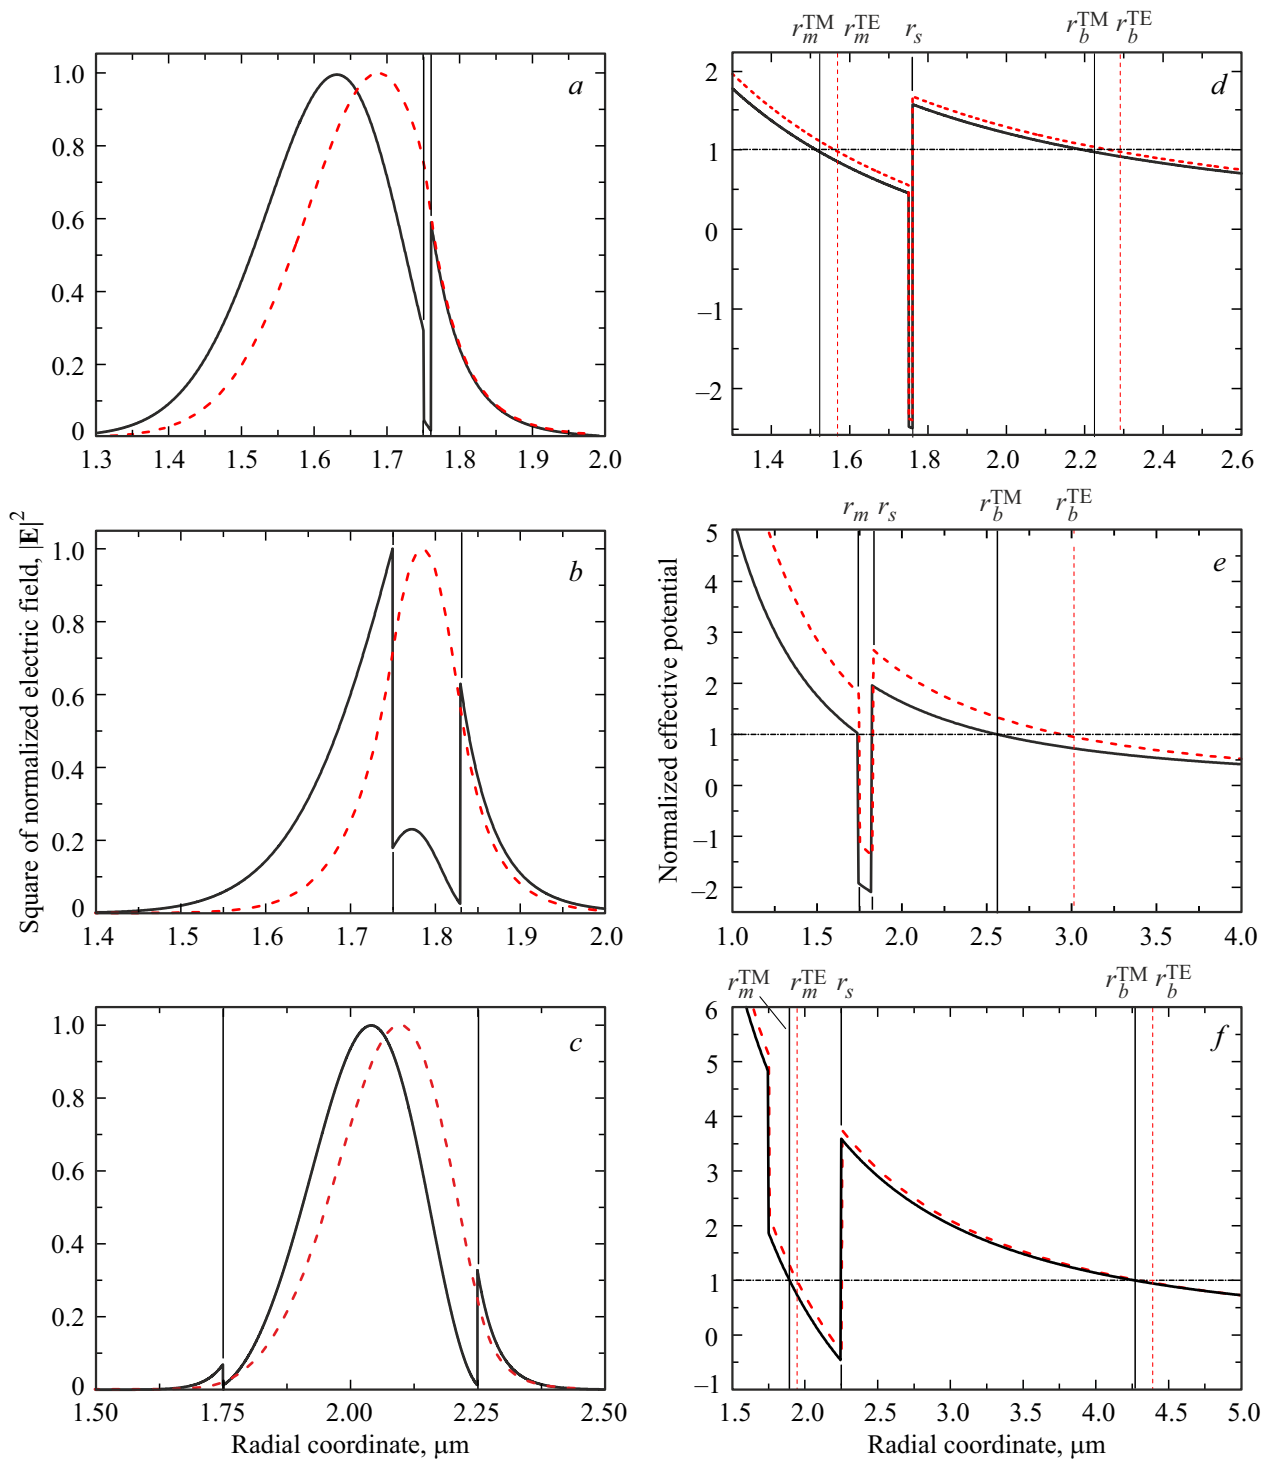 Square of normalized electric field, |E|²
a
1.0
0.8
0.6
0.4
0.2
0
1.3 1.4 1.5 1.6 1.7 1.8 1.9 2.0
b
1.0
0.8
0.6
0.4
0.2
0
1.4 1.5 1.6 1.7 1.8 1.9 2.0
c
1.0
0.8
0.6
0.4
0.2
0
1.50 1.75 2.00 2.25 2.50
Radial coordinate, μm
Normalized effective potential
r_m^TM r_m^TE r_s r_b^TM r_b^TE
d
2
1
0
−1
−2
1.4 1.6 1.8 2.0 2.2 2.4 2.6
r_m r_s r_b^TM r_b^TE
e
5
4
3
2
1
0
−1
−2
1.0 1.5 2.0 2.5 3.0 3.5 4.0
r_m^TM r_m^TE r_s r_b^TM r_b^TE
f
6
5
4
3
2
1
0
−1
1.5 2.0 2.5 3.0 3.5 4.0 4.5 5.0
Radial coordinate, μm